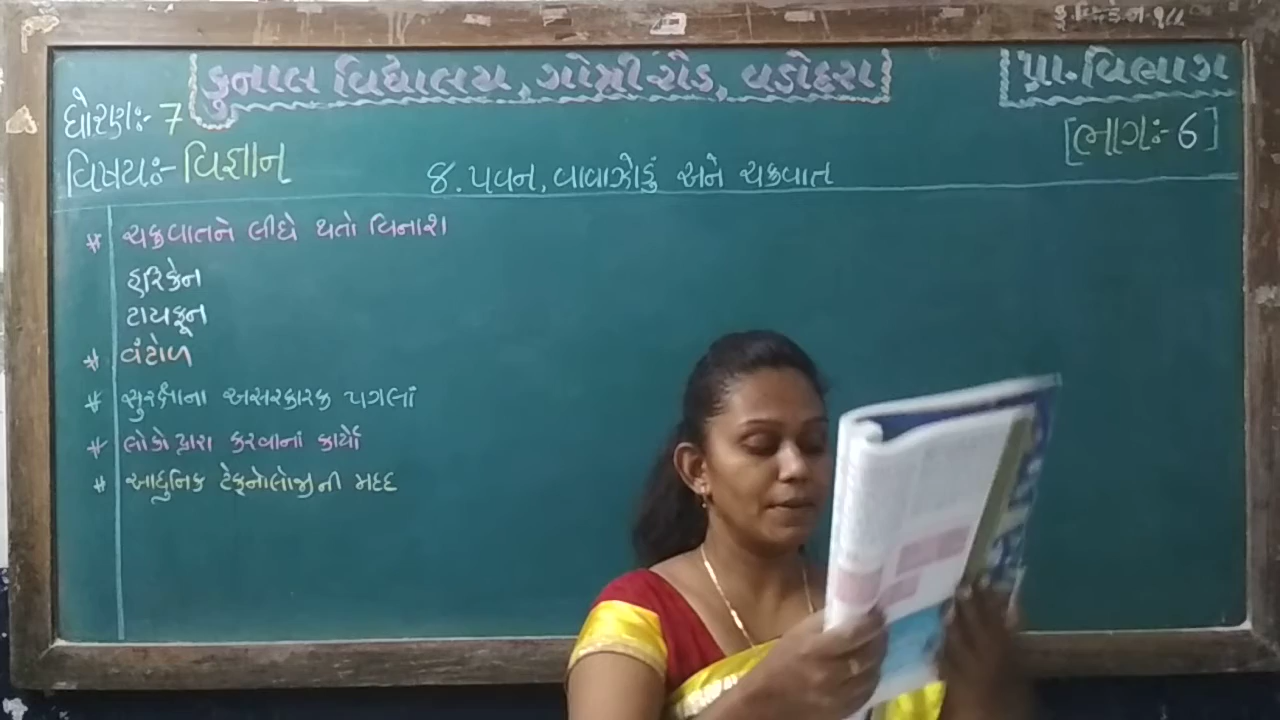 કુનાલ વિદ્યાલય, ગોત્રી રોડ, વડોદરા
પ્રા. વિભાગ
ધોરણઃ- 7
[ભાગઃ- 6]
વિષયઃ- વિજ્ઞાન
૪. પવન, વાવાઝોડું અને ચક્રવાત
* ચક્રવાતને લીધે થતો વિનાશ
હરિકેન
ટાયફૂન
* વંટોળ
* સુરક્ષાના અસરકારક પગલાં
* લોકો દ્વારા કરવાનાં કાર્યો
* આધુનિક ટેક્નોલોજીની મદદ